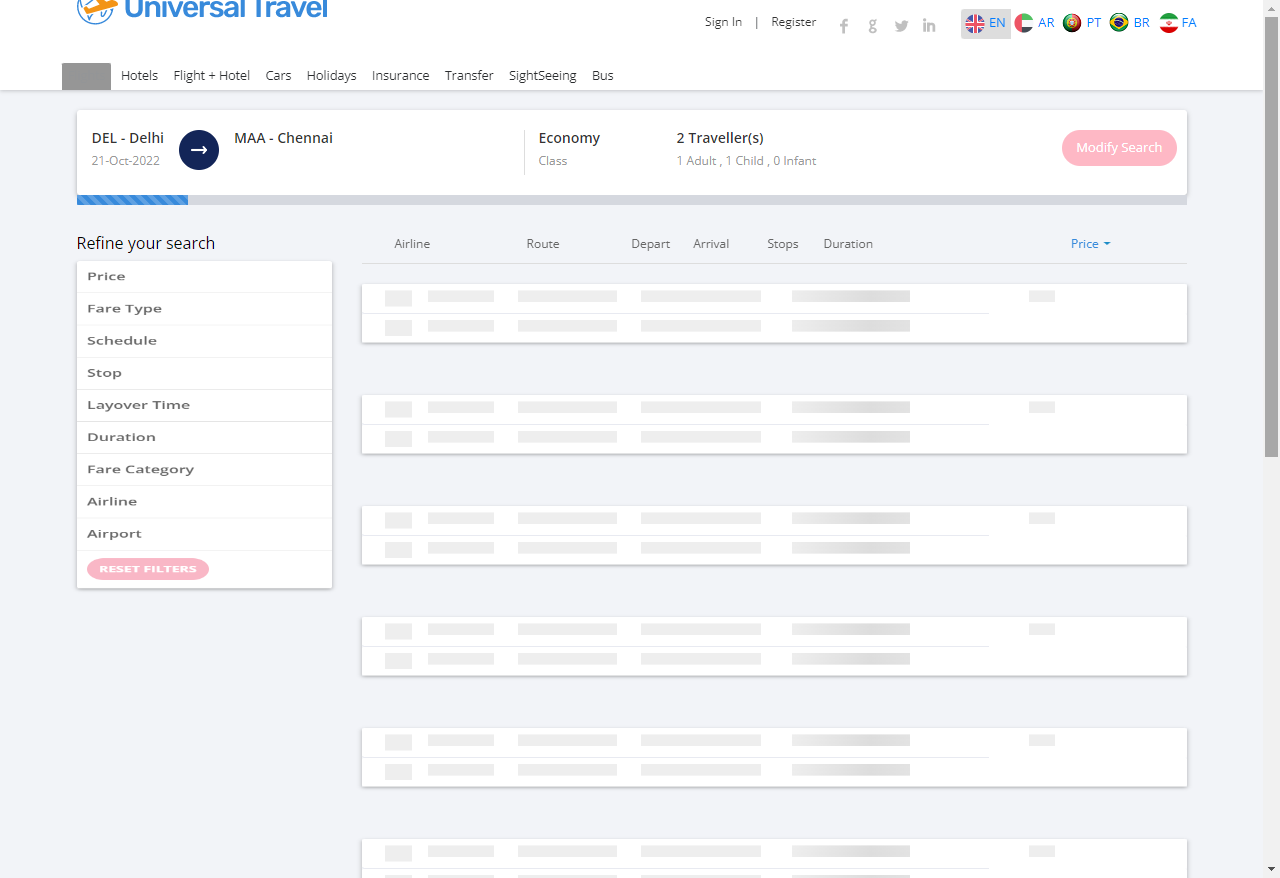 Universal Travel
Sign In | Register
EN AR PT BR FA
Hotels Flight + Hotel Cars Holidays Insurance Transfer SightSeeing Bus
DEL - Delhi → MAA - Chennai
21-Oct-2022
Economy
Class
2 Traveller(s)
1 Adult , 1 Child , 0 Infant
Modify Search
Refine your search
Price
Fare Type
Schedule
Stop
Layover Time
Duration
Fare Category
Airline
Airport
RESET FILTERS
Airline Route Depart Arrival Stops Duration Price